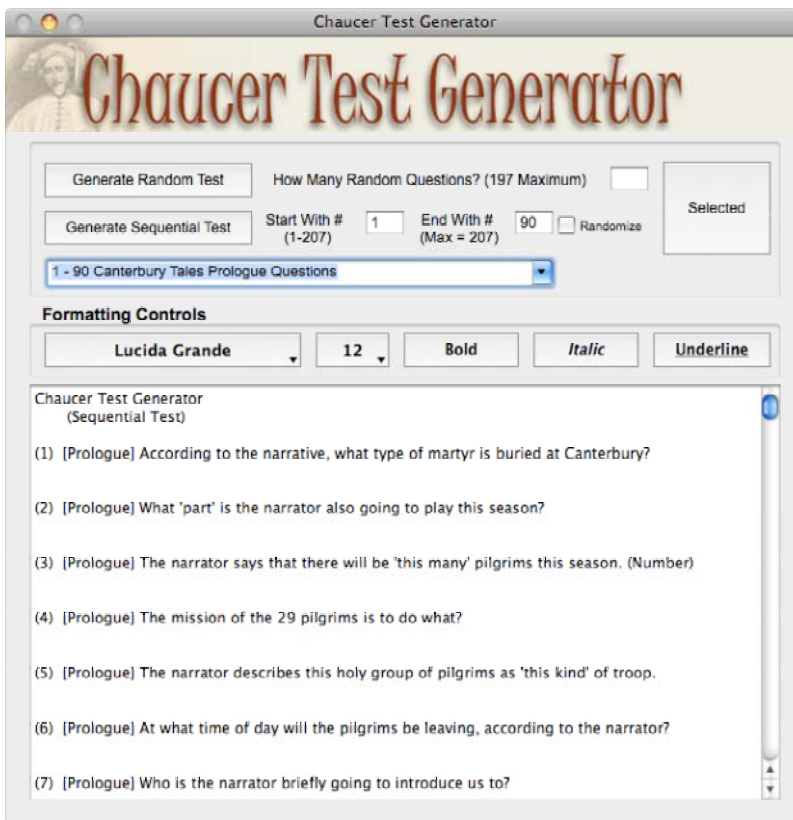 Chaucer Test Generator
Chaucer Test Generator
Generate Random Test
How Many Random Questions? (197 Maximum)
Selected
Generate Sequential Test
Start With #
(1-207)
1
End With #
(Max = 207)
90
Randomize
1 - 90 Canterbury Tales Prologue Questions
Formatting Controls
Lucida Grande
12
Bold
Italic
Underline
Chaucer Test Generator
(Sequential Test)
(1) [Prologue] According to the narrative, what type of martyr is buried at Canterbury?
(2) [Prologue] What 'part' is the narrator also going to play this season?
(3) [Prologue] The narrator says that there will be 'this many' pilgrims this season. (Number)
(4) [Prologue] The mission of the 29 pilgrims is to do what?
(5) [Prologue] The narrator describes this holy group of pilgrims as 'this kind' of troop.
(6) [Prologue] At what time of day will the pilgrims be leaving, according to the narrator?
(7) [Prologue] Who is the narrator briefly going to introduce us to?